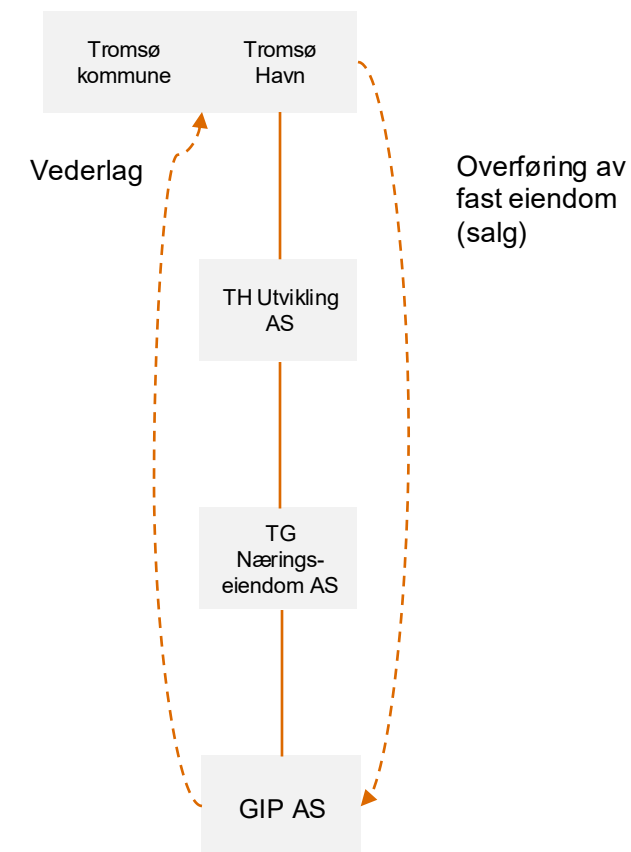 Tromsø
kommune
Tromsø
Havn
Vederlag
Overføring av
fast eiendom
(salg)
TH Utvikling
AS
TG
Nærings-
eiendom AS
GIP AS